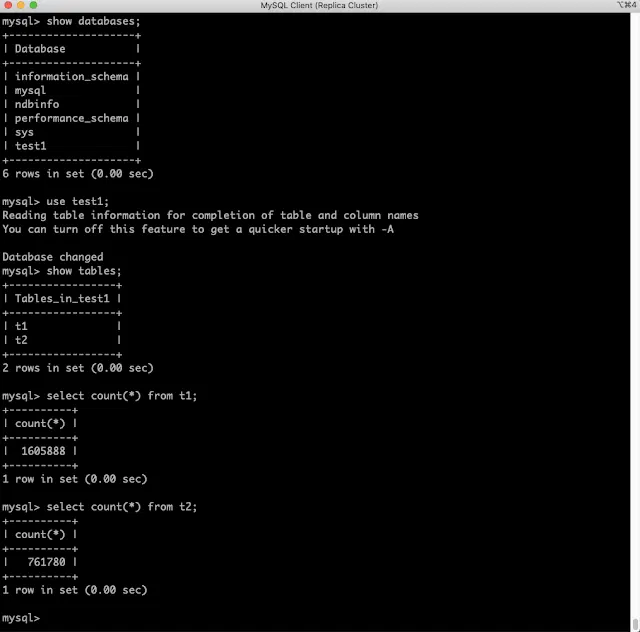 MySQL Client (Replica Cluster)
⌥⌘4
mysql> show databases;
+--------------------+
| Database           |
+--------------------+
| information_schema |
| mysql              |
| ndbinfo            |
| performance_schema |
| sys                |
| test1              |
+--------------------+
6 rows in set (0.00 sec)

mysql> use test1;
Reading table information for completion of table and column names
You can turn off this feature to get a quicker startup with -A

Database changed
mysql> show tables;
+-----------------+
| Tables_in_test1 |
+-----------------+
| t1              |
| t2              |
+-----------------+
2 rows in set (0.00 sec)

mysql> select count(*) from t1;
+----------+
| count(*) |
+----------+
|  1605888 |
+----------+
1 row in set (0.00 sec)

mysql> select count(*) from t2;
+----------+
| count(*) |
+----------+
|   761780 |
+----------+
1 row in set (0.00 sec)

mysql>